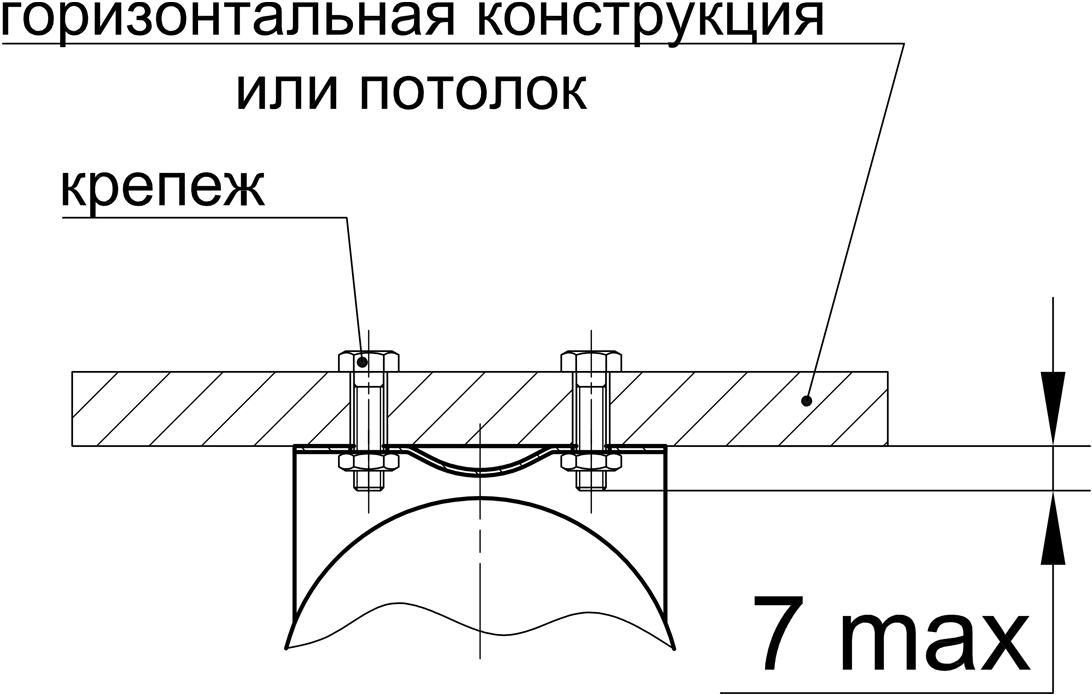 горизонтальная конструкция
или потолок
крепеж
7 max